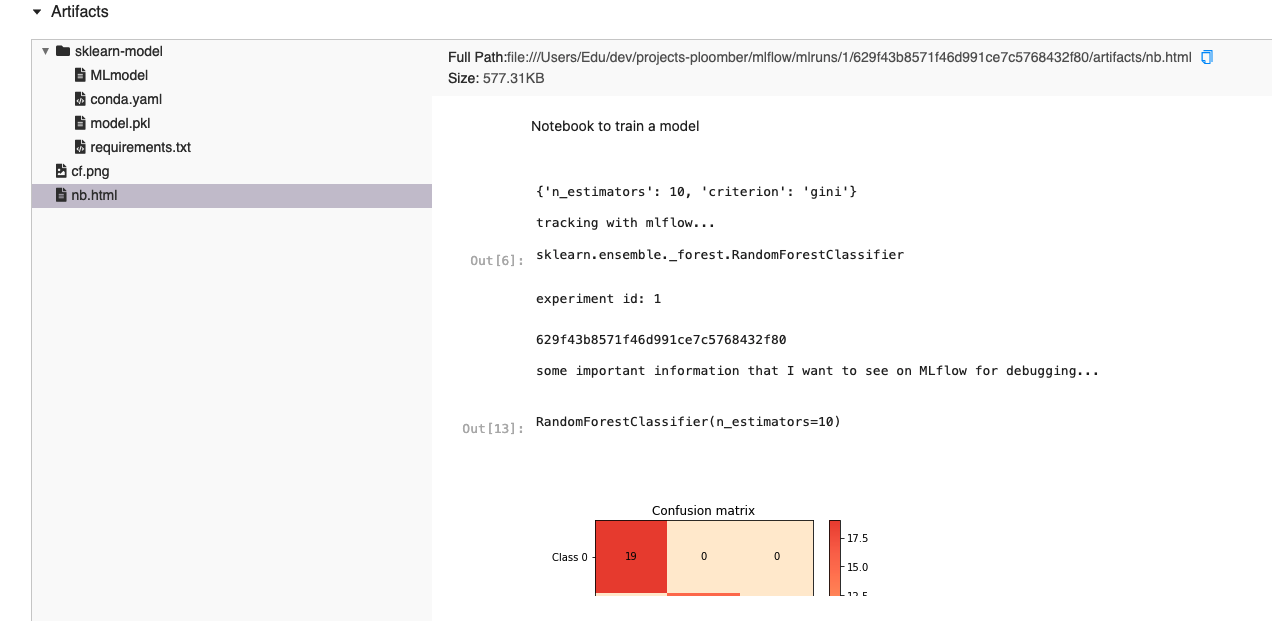 Artifacts
sklearn-model
MLmodel
conda.yaml
model.pkl
requirements.txt
cf.png
nb.html
Full Path:file:///Users/Edu/dev/projects-ploomber/mlflow/mlruns/1/629f43b8571f46d991ce7c5768432f80/artifacts/nb.html
Size: 577.31KB
Notebook to train a model
{'n_estimators': 10, 'criterion': 'gini'}
tracking with mlflow...
Out[6]: sklearn.ensemble._forest.RandomForestClassifier
experiment id: 1
629f43b8571f46d991ce7c5768432f80
some important information that I want to see on MLflow for debugging...
Out[13]: RandomForestClassifier(n_estimators=10)
Confusion matrix
17.5
Class 0 19 0 0
15.0
12.5